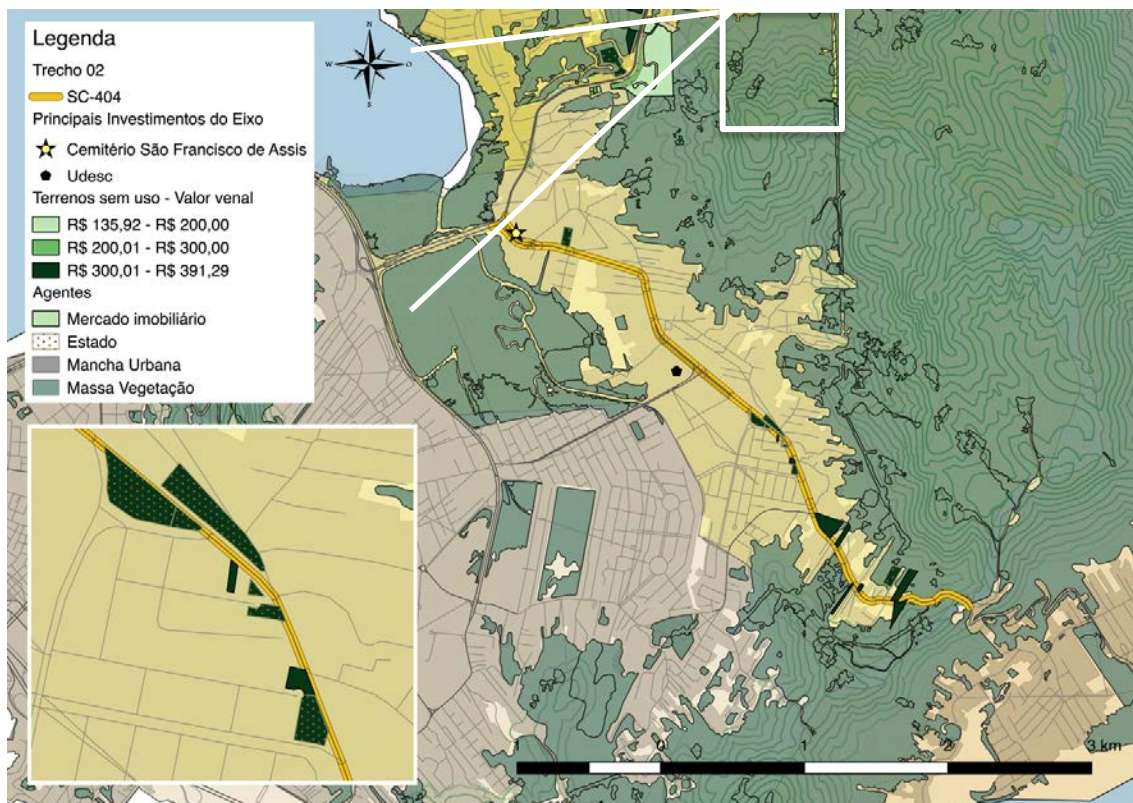 Legenda
Trecho 02
SC-404
Principais Investimentos do Eixo
Cemitério São Francisco de Assis
Udesc
Terrenos sem uso - Valor venal
R$ 135,92 - R$ 200,00
R$ 200,01 - R$ 300,00
R$ 300,01 - R$ 391,29
Agentes
Mercado imobiliário
Estado
Mancha Urbana
Massa Vegetação
N
W
O
S
1 0 1 2 3 km